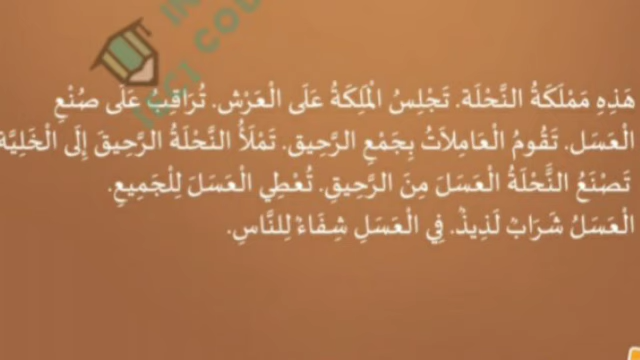 هَذِهِ مَمْلَكَةُ النَّحْلَة. تَجْلِسُ الْمَلِكَةُ عَلَى الْعَرْش. تُرَاقِبُ عَلَى صُنْعِ
الْعَسَل. تَقُومُ الْعَامِلَاتُ بِجَمْعِ الرَّحِيق. تَمْلَأُ النَّحْلَةُ الرَّحِيقَ إِلَى الْخَلِيَّة
تَصْنَعُ النَّحْلَةُ الْعَسَلَ مِنَ الرَّحِيقِ. تُعْطِي الْعَسَلَ لِلْجَمِيعِ.
الْعَسَلُ شَرَابٌ لَذِيذٌ. فِي الْعَسَلِ شِفَاءٌ لِلنَّاسِ.